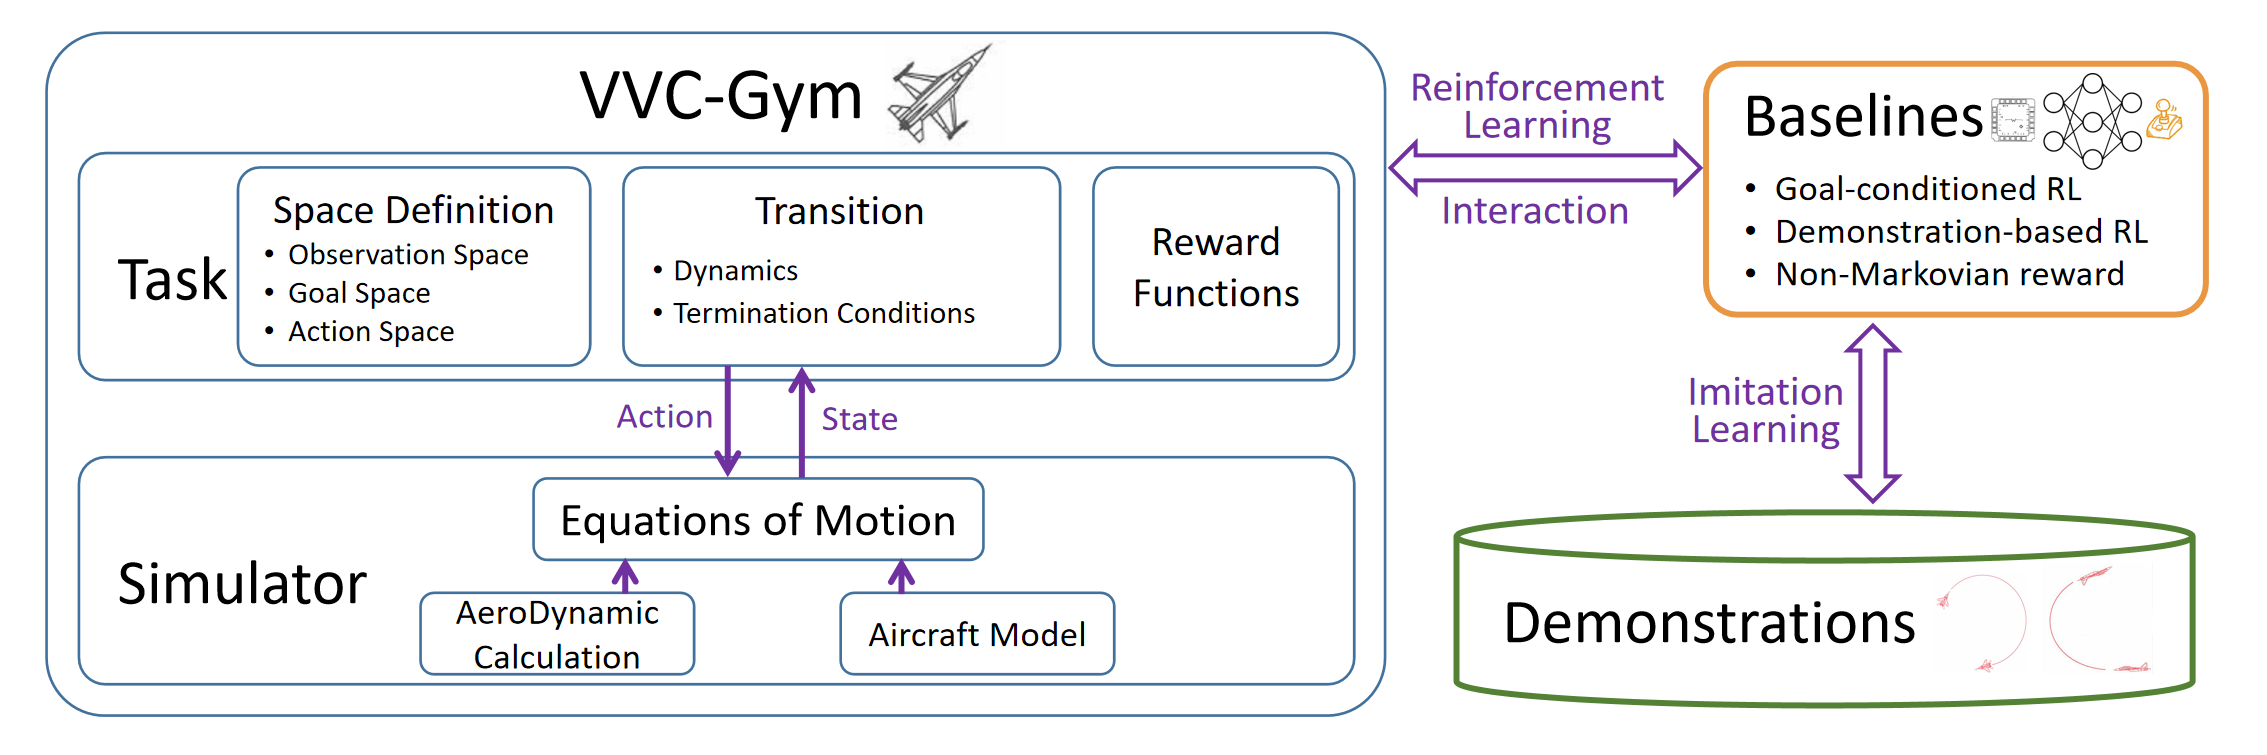 VVC-Gym
Task
Space Definition
• Observation Space
• Goal Space
• Action Space
Transition
• Dynamics
• Termination Conditions
Reward
Functions
Action
State
Simulator
Equations of Motion
AeroDynamic
Calculation
Aircraft Model
Reinforcement
Learning
Interaction
Baselines
• Goal-conditioned RL
• Demonstration-based RL
• Non-Markovian reward
Imitation
Learning
Demonstrations